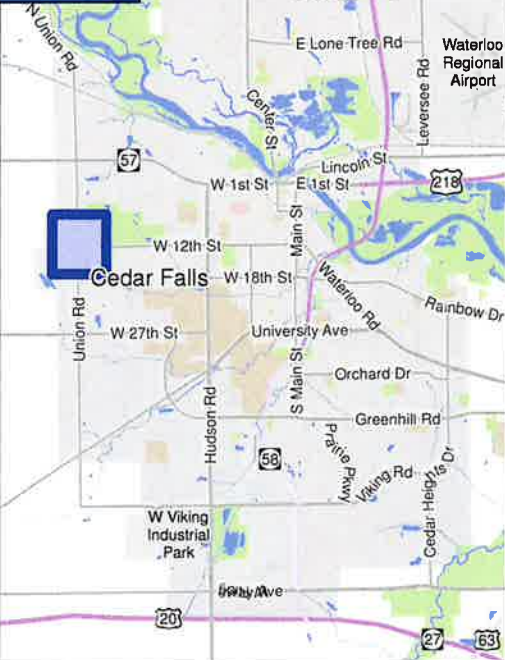 N Union Rd
E Lone Tree Rd
Waterloo
Regional
Airport
Center St
Leversee Rd
57
Lincoln St
W 1st St
E 1st St
218
Main St
W 12th St
Cedar Falls
W 18th St
Waterloo Rd
Rainbow Dr
Union Rd
W 27th St
University Ave
S Main St
Orchard Dr
Hudson Rd
Greenhill Rd
Prairie Pkwy
58
Viking Rd
Cedar Heights Dr
W Viking
Industrial
Park
Ave
20
27
63